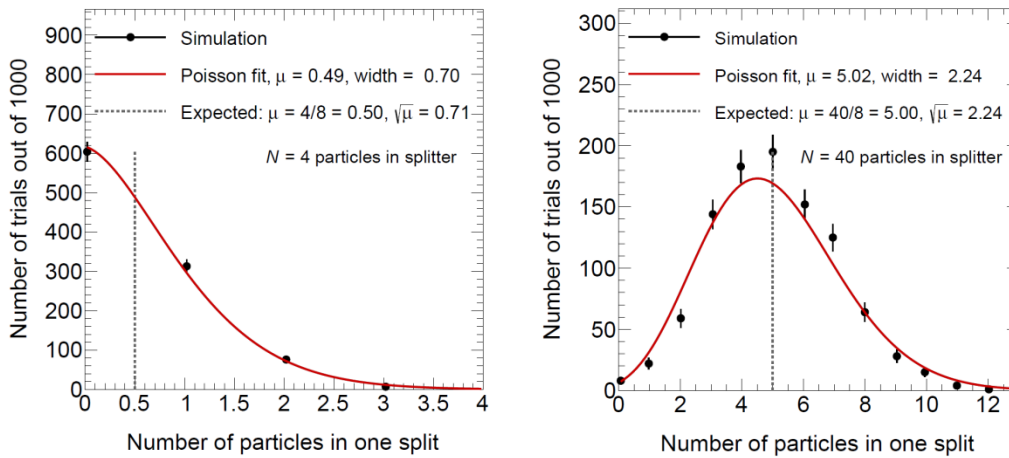 Number of trials out of 1000
900
800
700
600
500
400
300
200
100
0
Simulation
Poisson fit, μ = 0.49, width = 0.70
Expected: μ = 4/8 = 0.50, √μ = 0.71
N = 4 particles in splitter
0 0.5 1 1.5 2 2.5 3 3.5 4
Number of particles in one split
Number of trials out of 1000
300
250
200
150
100
50
0
Simulation
Poisson fit, μ = 5.02, width = 2.24
Expected: μ = 40/8 = 5.00, √μ = 2.24
N = 40 particles in splitter
0 2 4 6 8 10 12
Number of particles in one split